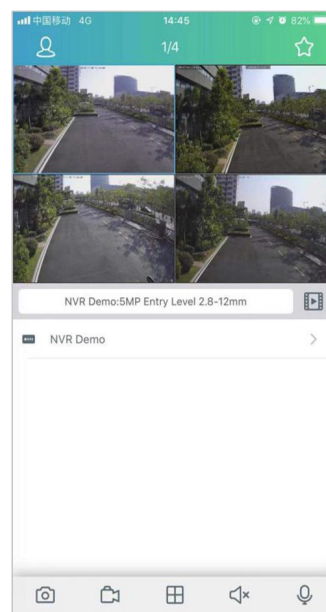 中国移动 4G 14:45 82%
1/4
NVR Demo:5MP Entry Level 2.8-12mm
NVR Demo